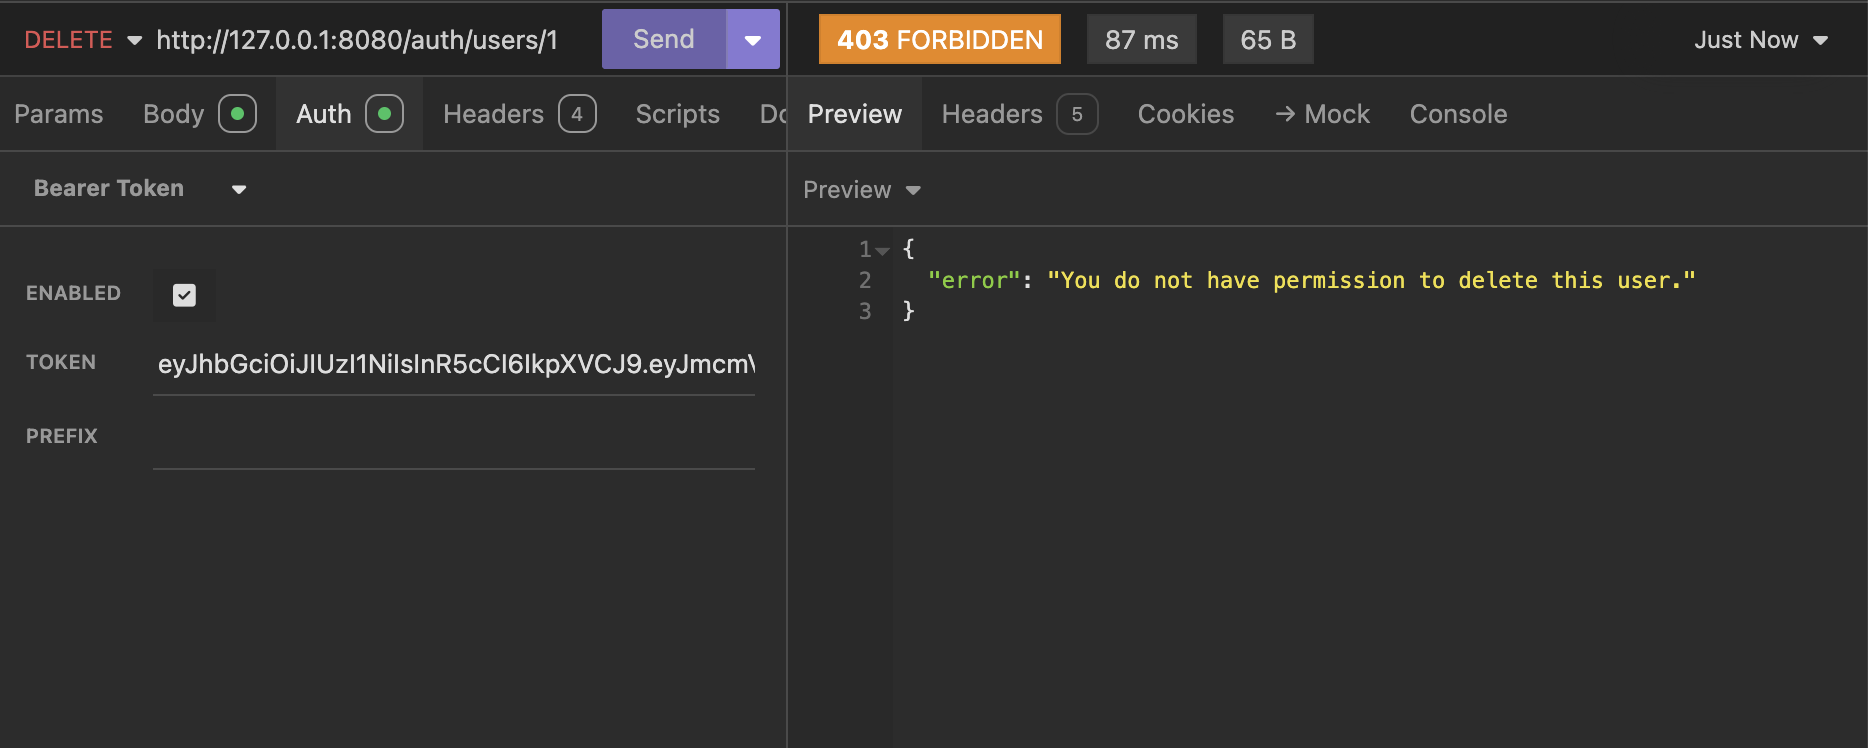 DELETE http://127.0.0.1:8080/auth/users/1 Send
403 FORBIDDEN 87 ms 65 B Just Now
Params Body Auth Headers 4 Scripts Do
Preview Headers 5 Cookies → Mock Console
Bearer Token
Preview
ENABLED
TOKEN eyJhbGciOiJIUzI1NiIsInR5cCI6IkpXVCJ9.eyJmcmV
PREFIX
1 {
2 "error": "You do not have permission to delete this user."
3 }